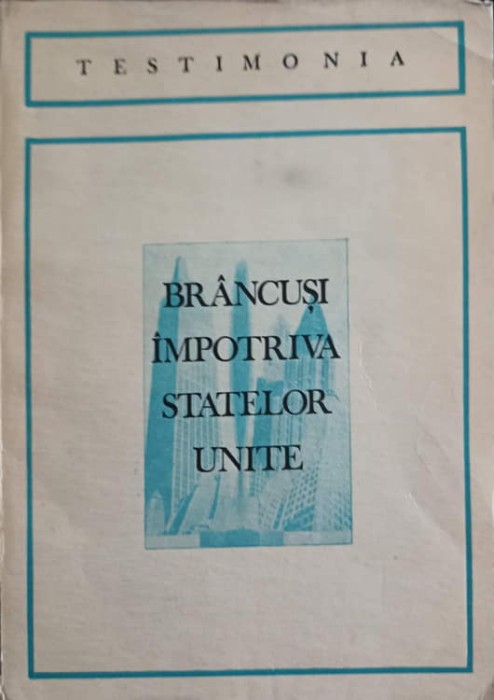 TESTIMONIA
BRÂNCUȘI
ÎMPOTRIVA
STATELOR
UNITE